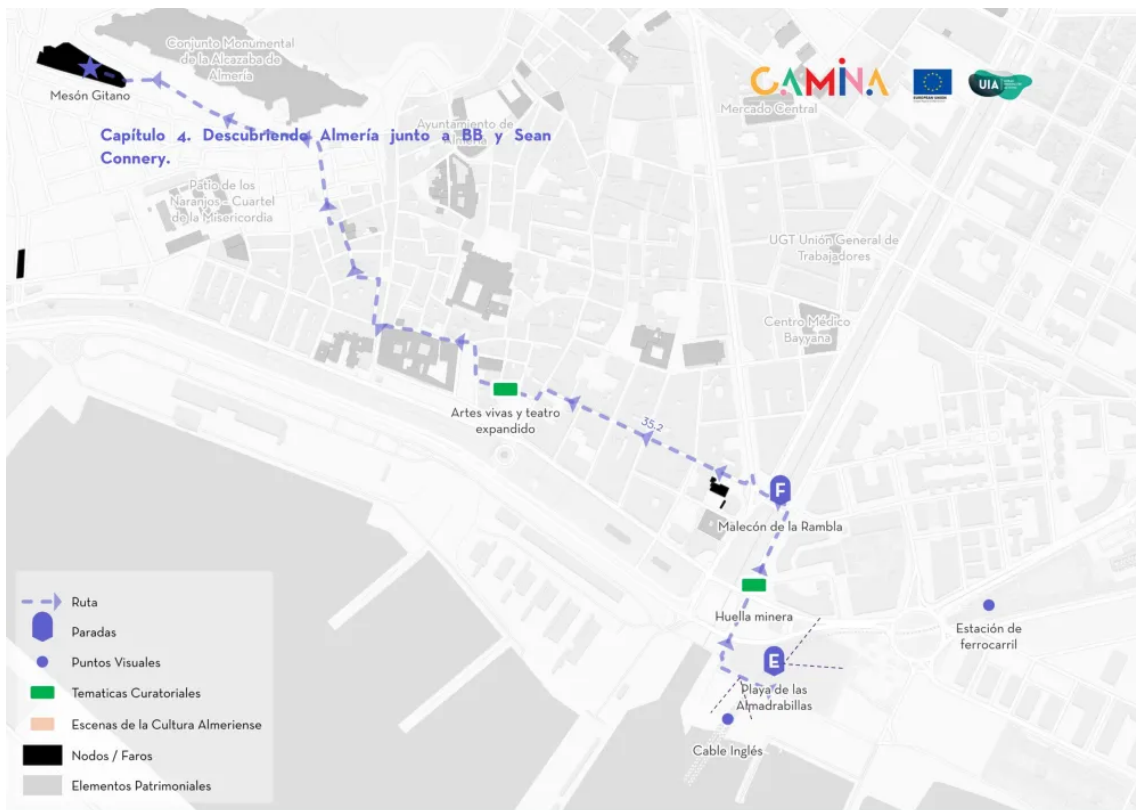 Conjunto Monumental
de la Alcazaba de
Almería
Mesón Gitano
CAMINA
EUROPEAN UNION
UIA
Mercado Central
Capítulo 4. Descubriendo Almería junto a BB y Sean
Connery.
Ayuntamiento de
Almería
Patio de los
Naranjos - Cuartel
de la Misericordia
UGT Unión General de
Trabajadores
Centro Médico
Bayyana
Artes vivas y teatro
expandido
35.2
F
Malecón de la Rambla
Huella minera
Estación de
ferrocarril
E
Playa de las
Almadrabillas
Cable Inglés
Ruta
Paradas
Puntos Visuales
Tematicas Curatoriales
Escenas de la Cultura Almeriense
Nodos / Faros
Elementos Patrimoniales